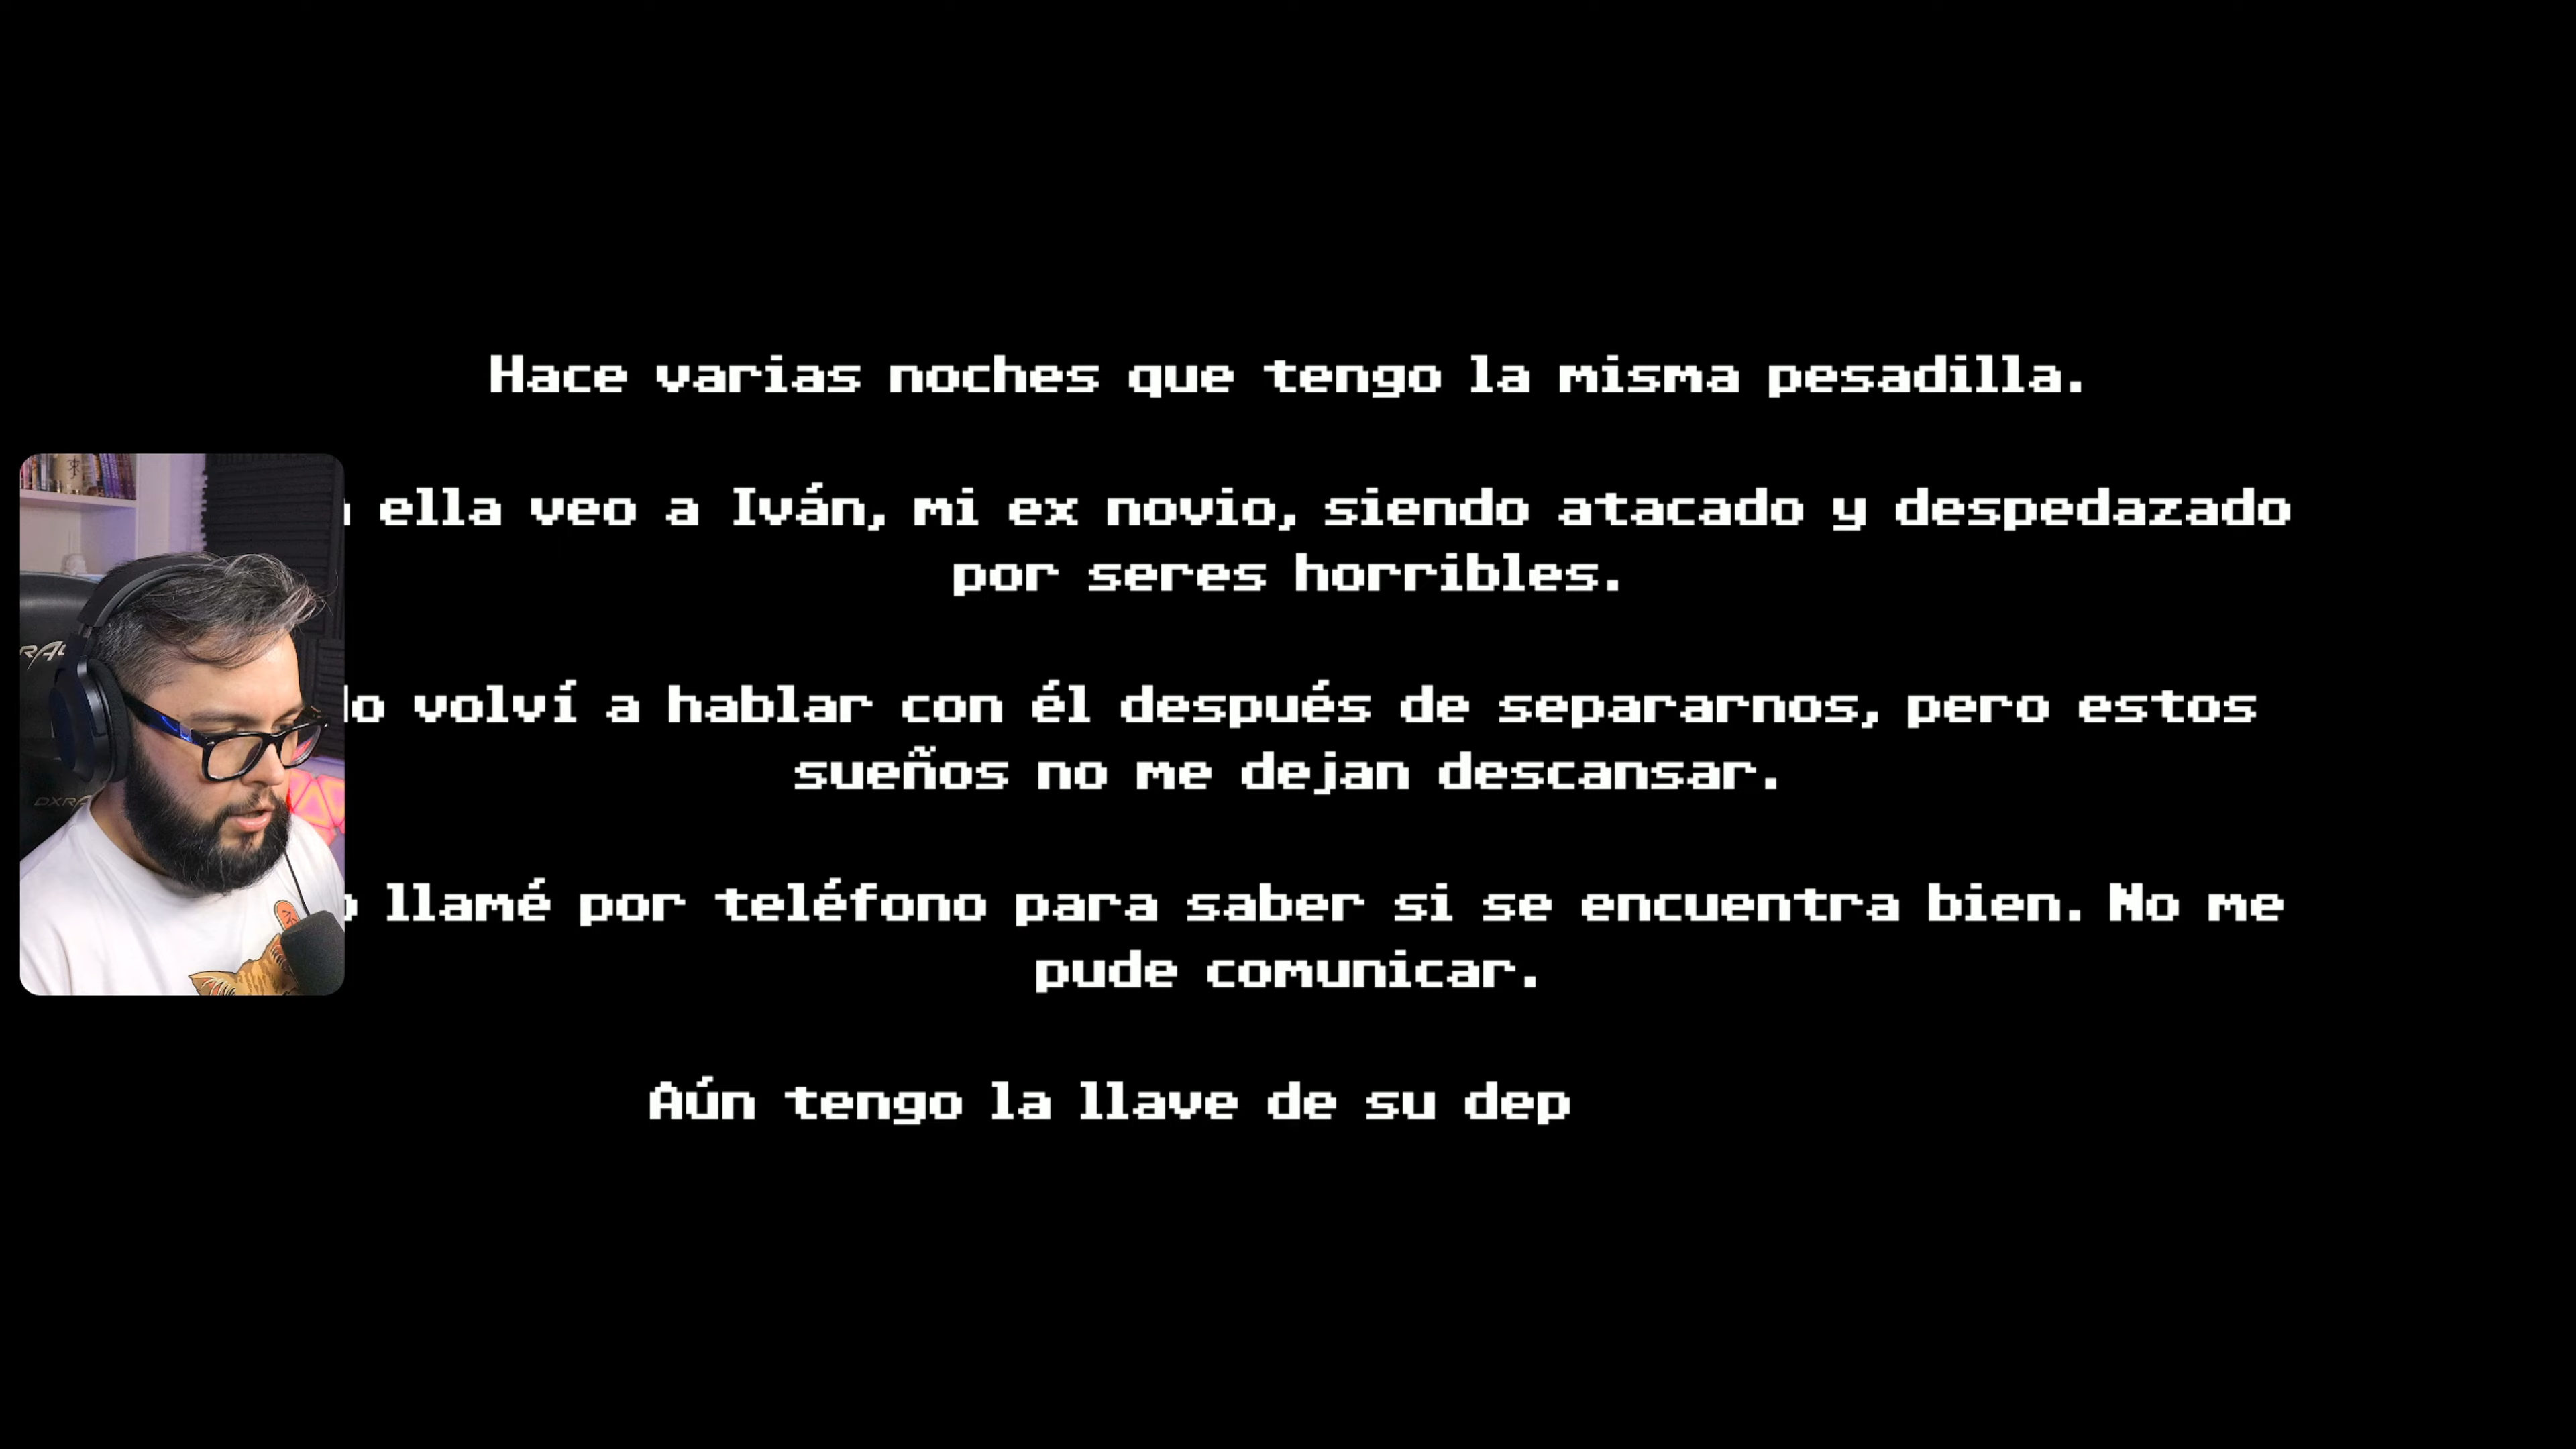 Hace varias noches que tengo la misma pesadilla.
ella veo a Iván, mi ex novio, siendo atacado y despedazado
por seres horribles.
volví a hablar con él después de separarnos, pero estos
sueños no me dejan descansar.
llamé por teléfono para saber si se encuentra bien. No me
pude comunicar.
Aún tengo la llave de su dep